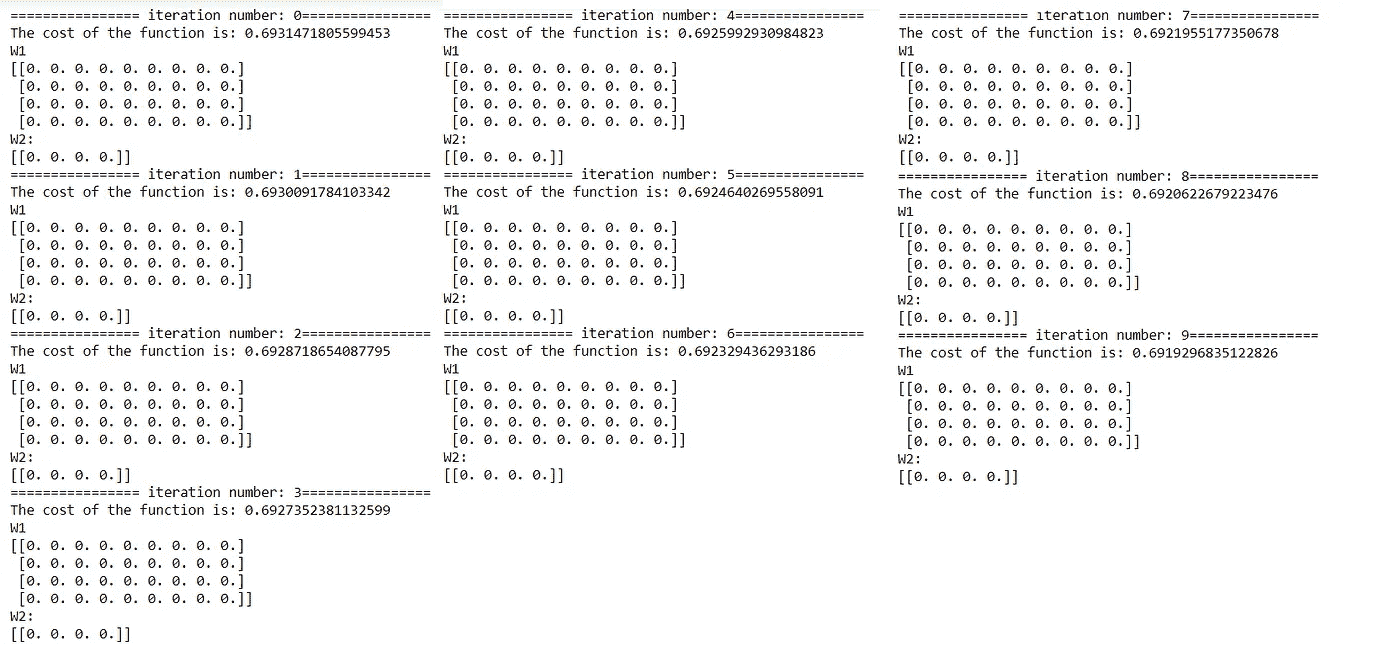 ================ iteration number: 0================
The cost of the function is: 0.6931471805599453
W1
[[0. 0. 0. 0. 0. 0. 0. 0. 0.]
 [0. 0. 0. 0. 0. 0. 0. 0. 0.]
 [0. 0. 0. 0. 0. 0. 0. 0. 0.]
 [0. 0. 0. 0. 0. 0. 0. 0. 0.]]
W2:
[[0. 0. 0. 0.]]
================ iteration number: 1================
The cost of the function is: 0.6930091784103342
W1
[[0. 0. 0. 0. 0. 0. 0. 0. 0.]
 [0. 0. 0. 0. 0. 0. 0. 0. 0.]
 [0. 0. 0. 0. 0. 0. 0. 0. 0.]
 [0. 0. 0. 0. 0. 0. 0. 0. 0.]]
W2:
[[0. 0. 0. 0.]]
================ iteration number: 2================
The cost of the function is: 0.6928718654087795
W1
[[0. 0. 0. 0. 0. 0. 0. 0. 0.]
 [0. 0. 0. 0. 0. 0. 0. 0. 0.]
 [0. 0. 0. 0. 0. 0. 0. 0. 0.]
 [0. 0. 0. 0. 0. 0. 0. 0. 0.]]
W2:
[[0. 0. 0. 0.]]
================ iteration number: 3================
The cost of the function is: 0.6927352381132599
W1
[[0. 0. 0. 0. 0. 0. 0. 0. 0.]
 [0. 0. 0. 0. 0. 0. 0. 0. 0.]
 [0. 0. 0. 0. 0. 0. 0. 0. 0.]
 [0. 0. 0. 0. 0. 0. 0. 0. 0.]]
W2:
[[0. 0. 0. 0.]]
================ iteration number: 4================
The cost of the function is: 0.6925992930984823
W1
[[0. 0. 0. 0. 0. 0. 0. 0. 0.]
 [0. 0. 0. 0. 0. 0. 0. 0. 0.]
 [0. 0. 0. 0. 0. 0. 0. 0. 0.]
 [0. 0. 0. 0. 0. 0. 0. 0. 0.]]
W2:
[[0. 0. 0. 0.]]
================ iteration number: 5================
The cost of the function is: 0.6924640269558091
W1
[[0. 0. 0. 0. 0. 0. 0. 0. 0.]
 [0. 0. 0. 0. 0. 0. 0. 0. 0.]
 [0. 0. 0. 0. 0. 0. 0. 0. 0.]
 [0. 0. 0. 0. 0. 0. 0. 0. 0.]]
W2:
[[0. 0. 0. 0.]]
================ iteration number: 6================
The cost of the function is: 0.692329436293186
W1
[[0. 0. 0. 0. 0. 0. 0. 0. 0.]
 [0. 0. 0. 0. 0. 0. 0. 0. 0.]
 [0. 0. 0. 0. 0. 0. 0. 0. 0.]
 [0. 0. 0. 0. 0. 0. 0. 0. 0.]]
W2:
[[0. 0. 0. 0.]]
================ iteration number: 7================
The cost of the function is: 0.6921955177350678
W1
[[0. 0. 0. 0. 0. 0. 0. 0. 0.]
 [0. 0. 0. 0. 0. 0. 0. 0. 0.]
 [0. 0. 0. 0. 0. 0. 0. 0. 0.]
 [0. 0. 0. 0. 0. 0. 0. 0. 0.]]
W2:
[[0. 0. 0. 0.]]
================ iteration number: 8================
The cost of the function is: 0.6920622679223476
W1
[[0. 0. 0. 0. 0. 0. 0. 0. 0.]
 [0. 0. 0. 0. 0. 0. 0. 0. 0.]
 [0. 0. 0. 0. 0. 0. 0. 0. 0.]
 [0. 0. 0. 0. 0. 0. 0. 0. 0.]]
W2:
[[0. 0. 0. 0.]]
================ iteration number: 9================
The cost of the function is: 0.6919296835122826
W1
[[0. 0. 0. 0. 0. 0. 0. 0. 0.]
 [0. 0. 0. 0. 0. 0. 0. 0. 0.]
 [0. 0. 0. 0. 0. 0. 0. 0. 0.]
 [0. 0. 0. 0. 0. 0. 0. 0. 0.]]
W2:
[[0. 0. 0. 0.]]